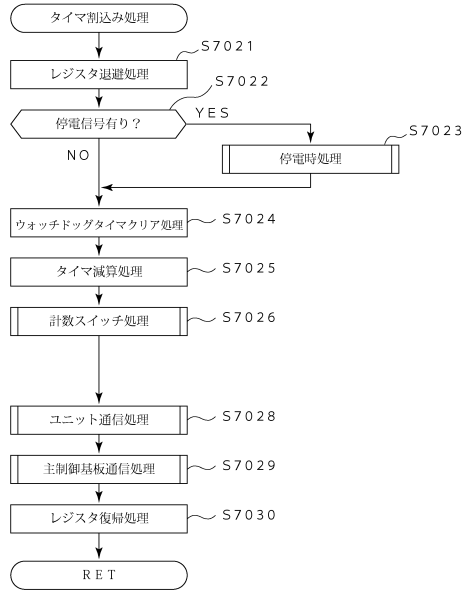 タイマ割込み処理
S7021
レジスタ退避処理
S7022
停電信号有り？
YES
S7023
NO
停電時処理
ウォッチドッグタイマクリア処理
S7024
タイマ減算処理
S7025
計数スイッチ処理
S7026
ユニット通信処理
S7028
主制御基板通信処理
S7029
レジスタ復帰処理
S7030
RET